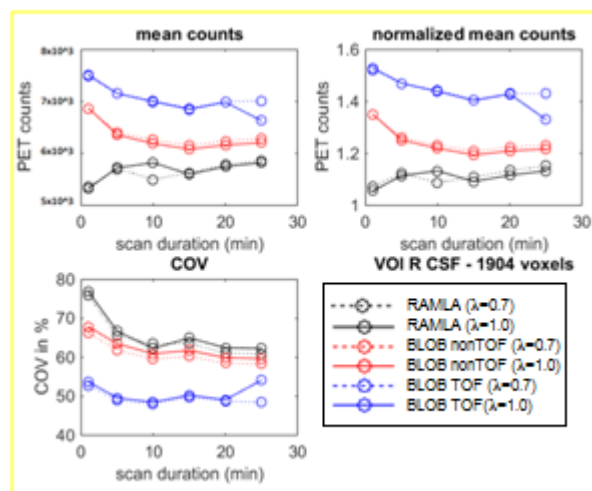 mean counts
normalized mean counts
8x10^3
7x10^3
6x10^3
5x10^3
PET counts
0 10 20 30
scan duration (min)
1.6
1.4
1.2
1
PET counts
0 10 20 30
scan duration (min)
COV
VOI R CSF - 1904 voxels
80
70
60
50
40
COV in %
0 10 20 30
scan duration (min)
RAMLA (λ=0.7)
RAMLA (λ=1.0)
BLOB nonTOF (λ=0.7)
BLOB nonTOF (λ=1.0)
BLOB TOF (λ=0.7)
BLOB TOF(λ=1.0)